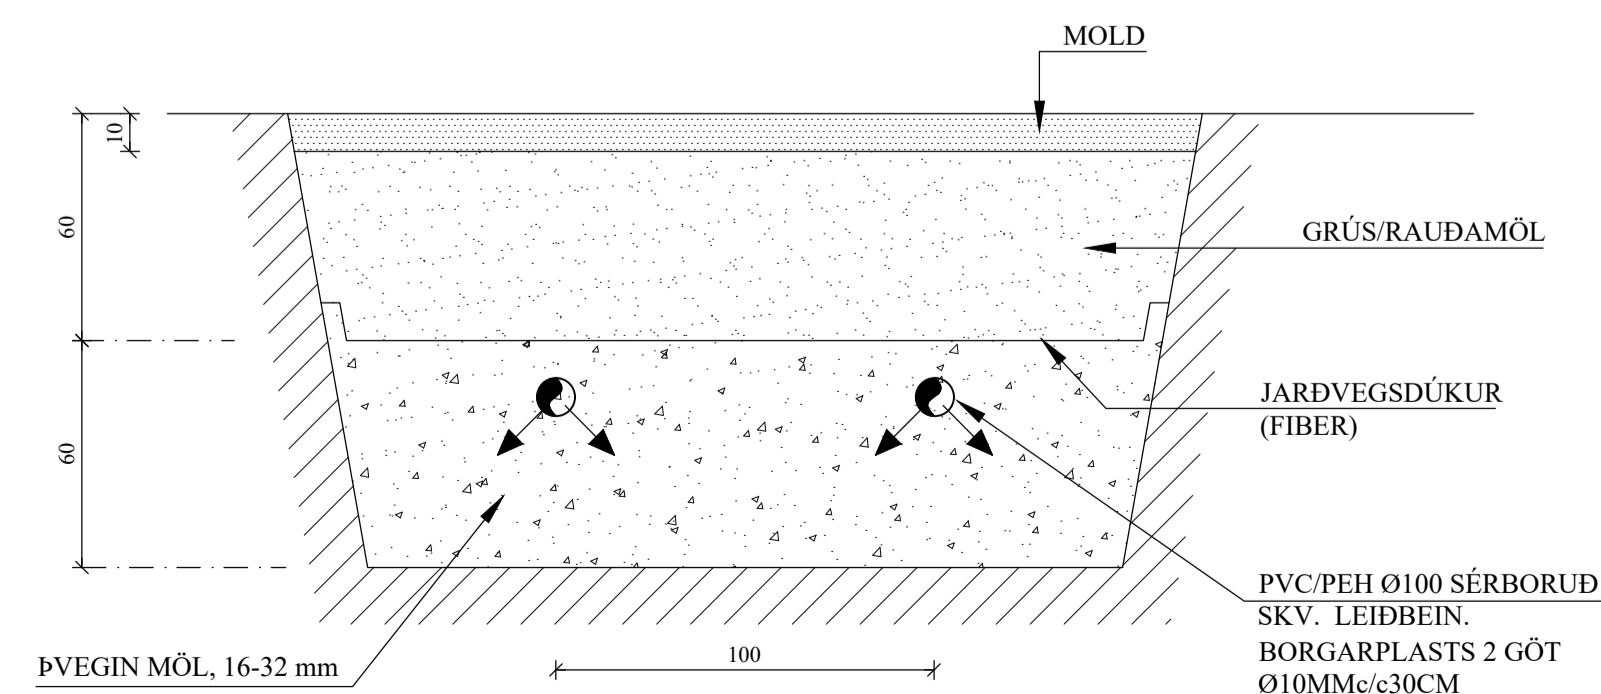 MOLD
10
60
GRÚS/RAUÐAMÖL
JARÐVEGSDÚKUR
(FIBER)
60
PVC/PEH Ø100 SÉRBORUÐ
SKV. LEIÐBEIN.
BORGARPLASTS 2 GÖT
Ø10MMc/c30CM
ÞVEGIN MÖL, 16-32 mm
100